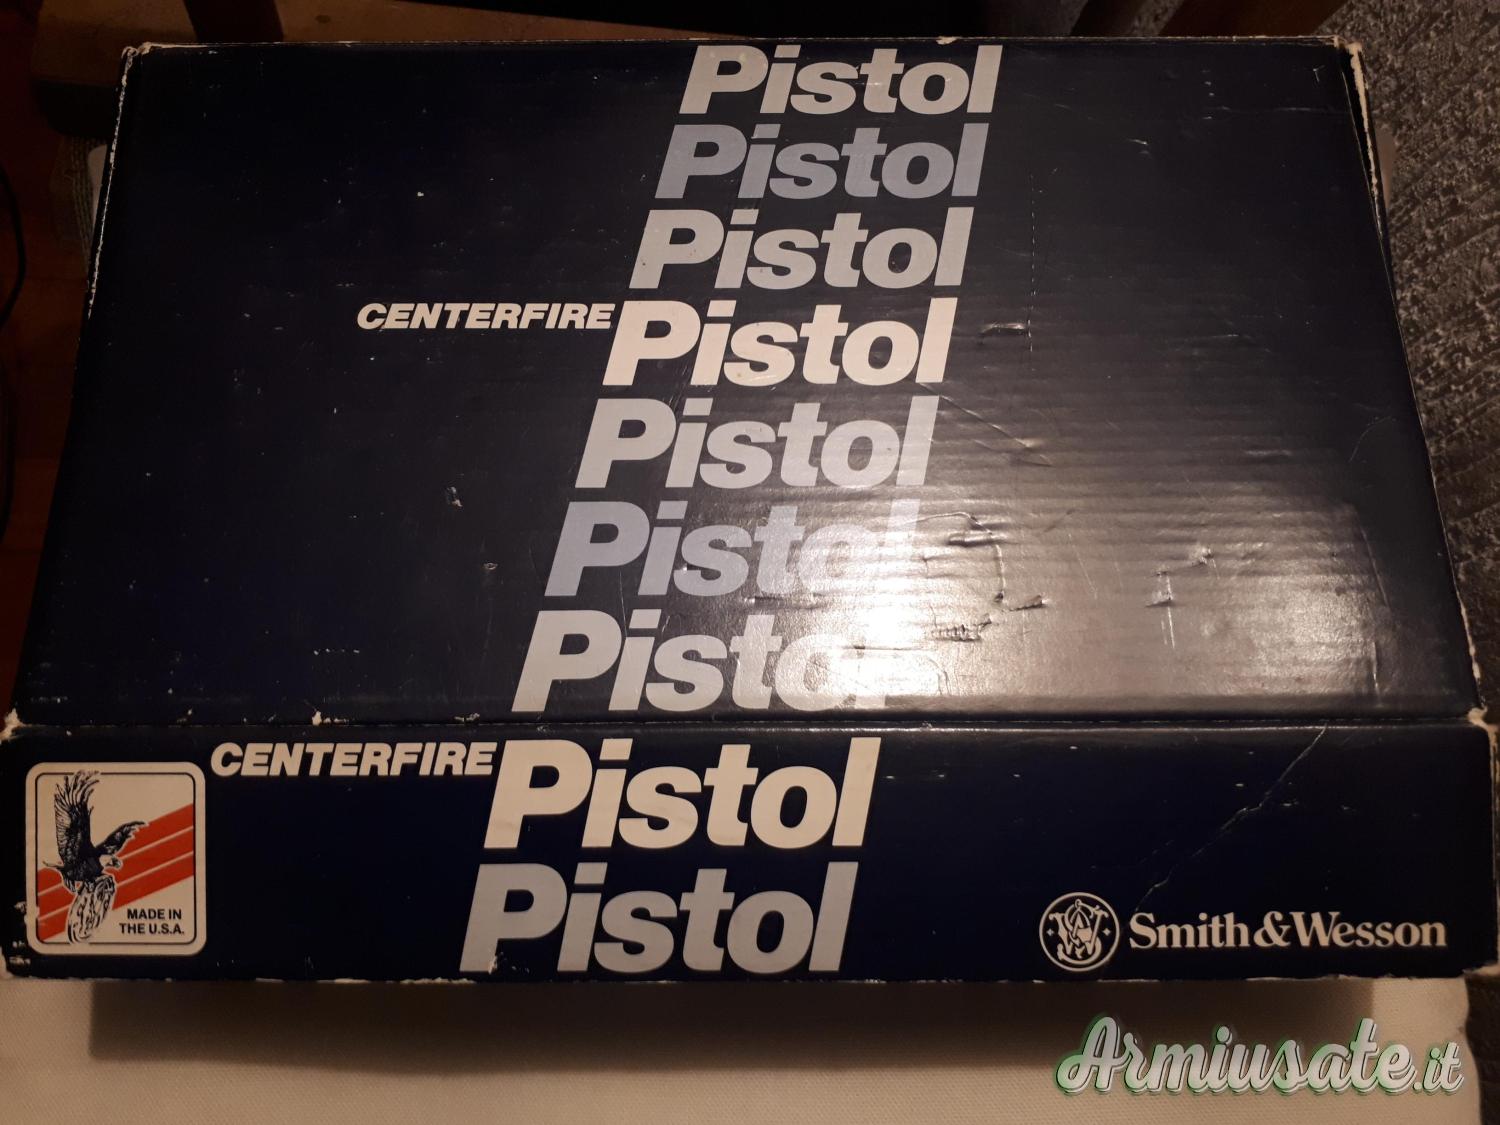 Pistol
Pistol
Pistol
CENTERFIRE Pistol
Pistol
Pistol
Pistol
CENTERFIRE Pistol
Pistol
MADE IN
THE U.S.A.
Smith & Wesson
Armiusate.it